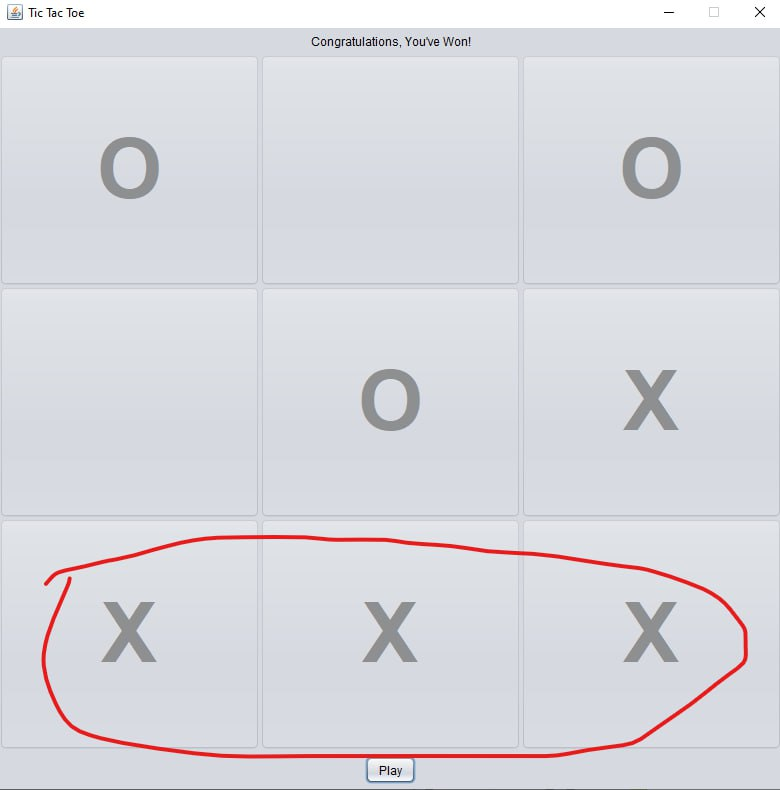 Tic Tac Toe
Congratulations, You've Won!
O O
O X
X X X
Play